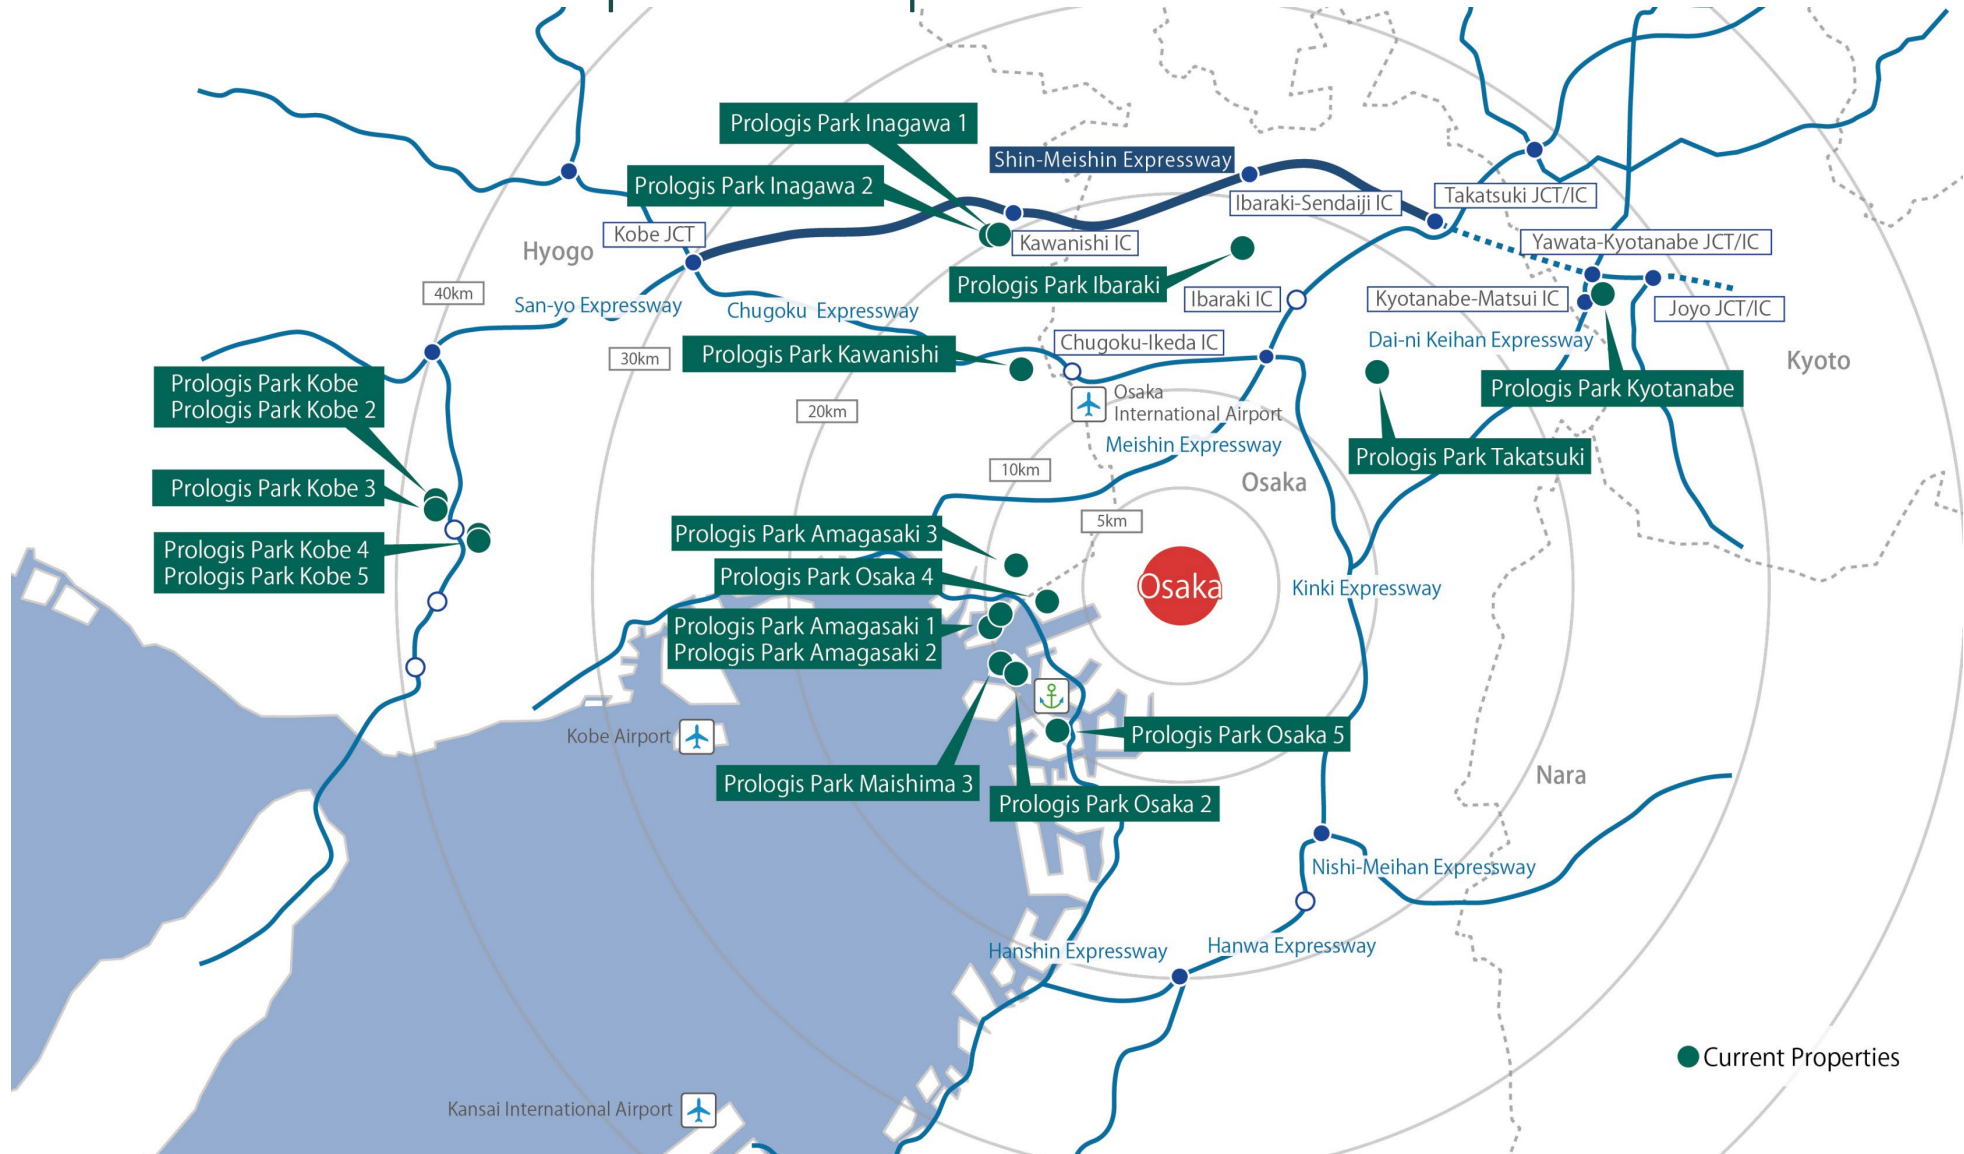 Prologis Park Inagawa 1
Shin-Meishin Expressway
Prologis Park Inagawa 2
Ibaraki-Sendaiji IC
Takatsuki JCT/IC
Kobe JCT
Hyogo
Kawanishi IC
Yawata-Kyotanabe JCT/IC
Prologis Park Ibaraki
40km
San-yo Expressway
Chugoku Expressway
Ibaraki IC
Kyotanabe-Matsui IC
Joyo JCT/IC
Dai-ni Keihan Expressway
Chugoku-Ikeda IC
30km
Prologis Park Kawanishi
Kyoto
Prologis Park Kobe
Prologis Park Kobe 2
20km
Osaka
International Airport
Prologis Park Kyotanabe
Meishin Expressway
Prologis Park Takatsuki
10km
Osaka
Prologis Park Kobe 3
5km
Prologis Park Amagasaki 3
Prologis Park Kobe 4
Prologis Park Kobe 5
Prologis Park Osaka 4
Osaka
Kinki Expressway
Prologis Park Amagasaki 1
Prologis Park Amagasaki 2
Kobe Airport
Prologis Park Osaka 5
Prologis Park Maishima 3
Prologis Park Osaka 2
Nara
Nishi-Meihan Expressway
Hanshin Expressway
Hanwa Expressway
Current Properties
Kansai International Airport